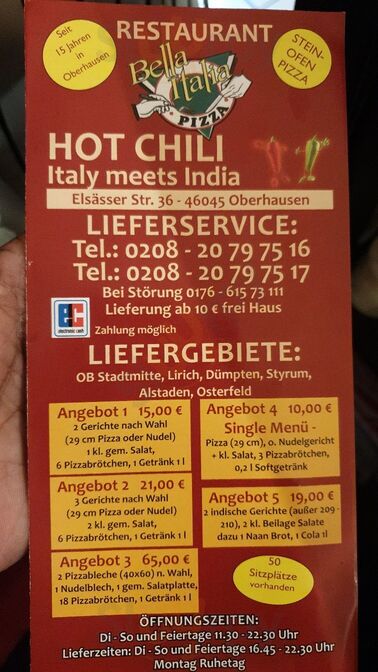 Seit
15 Jahren
in
Oberhausen
RESTAURANT
Bella Italia
PIZZA
STEIN-
OFEN
PIZZA
HOT CHILI
Italy meets India
Elsässer Str. 36 - 46045 Oberhausen
LIEFERSERVICE:
Tel.: 0208 - 20 79 75 16
Tel.: 0208 - 20 79 75 17
Bei Störung 0176 - 615 73 111
Lieferung ab 10 € frei Haus
ec
electronic cash
Zahlung möglich
LIEFERGEBIETE:
OB Stadtmitte, Lirich, Dümpten, Styrum,
Alstaden, Osterfeld
Angebot 1 15,00 €
2 Gerichte nach Wahl
(29 cm Pizza oder Nudel)
1 kl. gem. Salat,
6 Pizzabrötchen, 1 Getränk 1 l
Angebot 2 21,00 €
3 Gerichte nach Wahl
(29 cm Pizza oder Nudel)
2 kl. gem. Salat,
6 Pizzabrötchen, 1 Getränk 1 l
Angebot 3 65,00 €
2 Pizzableche (40x60) n. Wahl,
1 Nudelblech, 1 gem. Salatplatte,
18 Pizzabrötchen, 1 Getränk 1 l
Angebot 4 10,00 €
Single Menü -
Pizza (29 cm), o. Nudelgericht
+ kl. Salat, 3 Pizzabrötchen,
0,2 l Softgetränk
Angebot 5 19,00 €
2 indische Gerichte (außer 209 -
210), 2 kl. Beilage Salate
dazu 1 Naan Brot, 1 Cola 1l
50
Sitzplätze
vorhanden
ÖFFNUNGSZEITEN:
Di - So und Feiertage 11.30 - 22.30 Uhr
Lieferzeiten: Di - So und Feiertage 16.45 - 22.30 Uhr
Montag Ruhetag